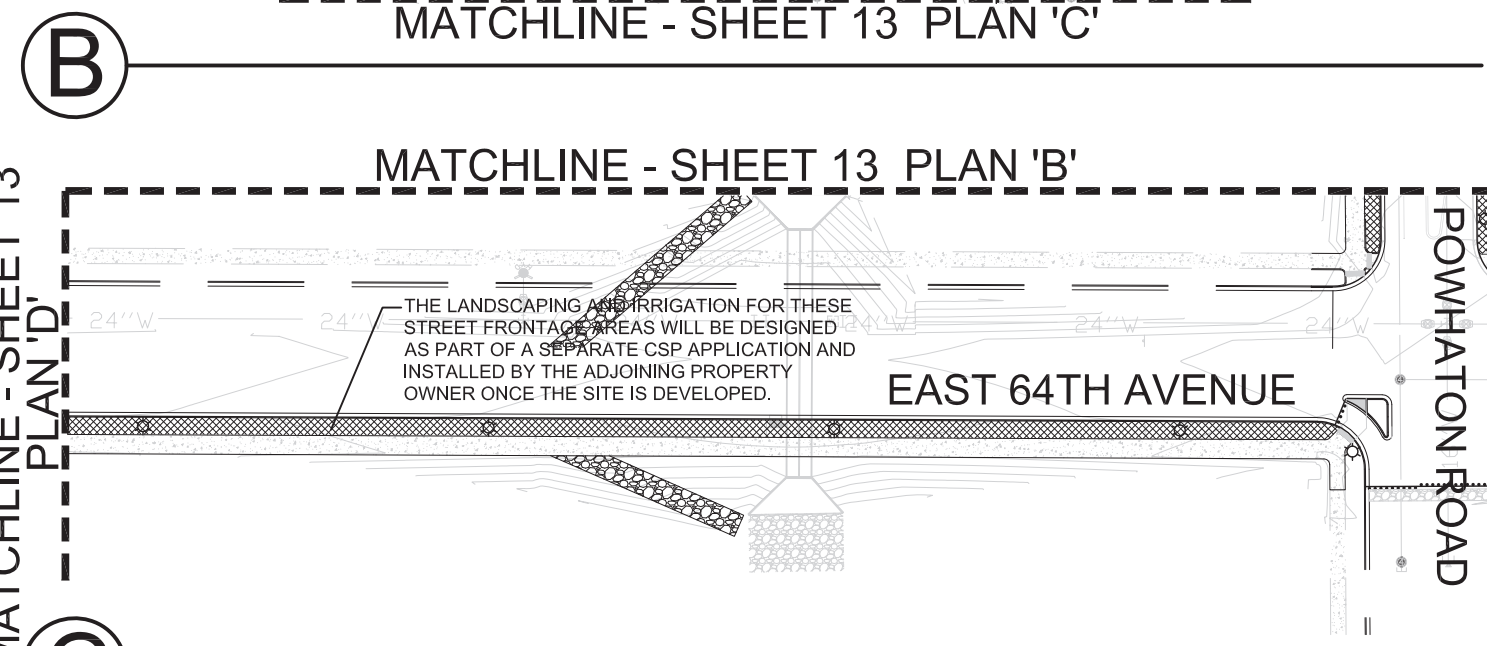 MATCHLINE - SHEET 13 PLAN 'C'
B
MATCHLINE - SHEET 13 PLAN 'B'
MATCHLINE - SHEET 13
PLAN 'D'
THE LANDSCAPING AND IRRIGATION FOR THESE
STREET FRONTAGE AREAS WILL BE DESIGNED
AS PART OF A SEPARATE CSP APPLICATION AND
INSTALLED BY THE ADJOINING PROPERTY
OWNER ONCE THE SITE IS DEVELOPED.
24''W
24''W
24''W
24''W
24''W
EAST 64TH AVENUE
POWHATON ROAD